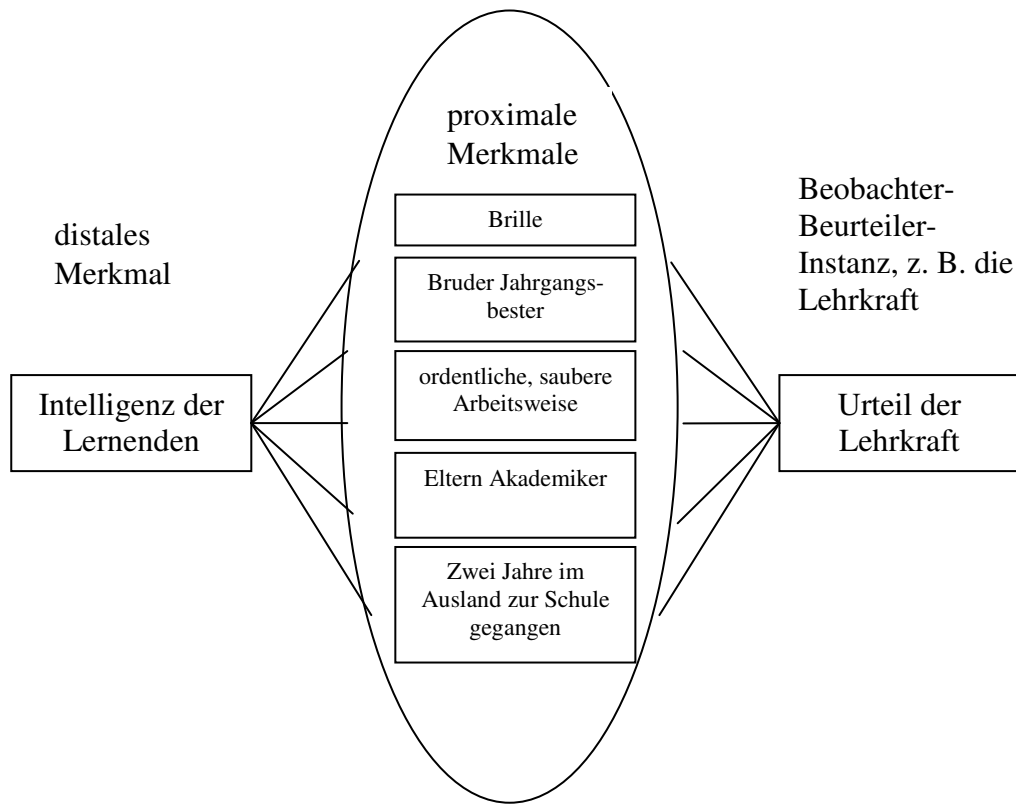 distales
Merkmal
Intelligenz der
Lernenden
proximale
Merkmale
Brille
Bruder Jahrgangs-
bester
ordentliche, saubere
Arbeitsweise
Eltern Akademiker
Zwei Jahre im
Ausland zur Schule
gegangen
Beobachter-
Beurteiler-
Instanz, z. B. die
Lehrkraft
Urteil der
Lehrkraft